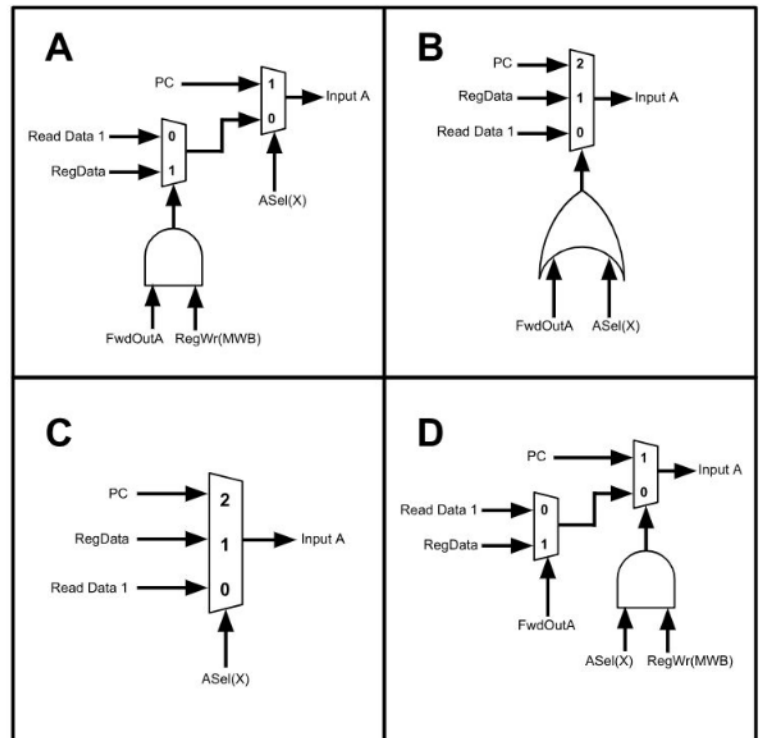 A
PC
1
Input A
0
Read Data 1
0
RegData
1
ASel(X)
FwdOutA RegWr(MWB)
B
PC
2
RegData
1
Input A
Read Data 1
0
FwdOutA ASel(X)
C
PC
2
RegData
1
Input A
Read Data 1
0
ASel(X)
D
PC
1
Input A
0
Read Data 1
0
RegData
1
FwdOutA
ASel(X) RegWr(MWB)